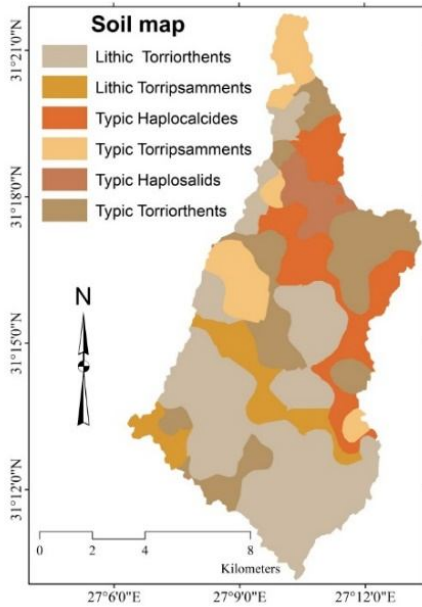 Soil map
Lithic Torriorthents
Lithic Torripsamments
Typic Haplocalcides
Typic Torripsamments
Typic Haplosalids
Typic Torriorthents
N
31°21'0"N
31°18'0"N
31°15'0"N
31°12'0"N
0 2 4 8
Kilometers
27°6'0"E 27°9'0"E 27°12'0"E